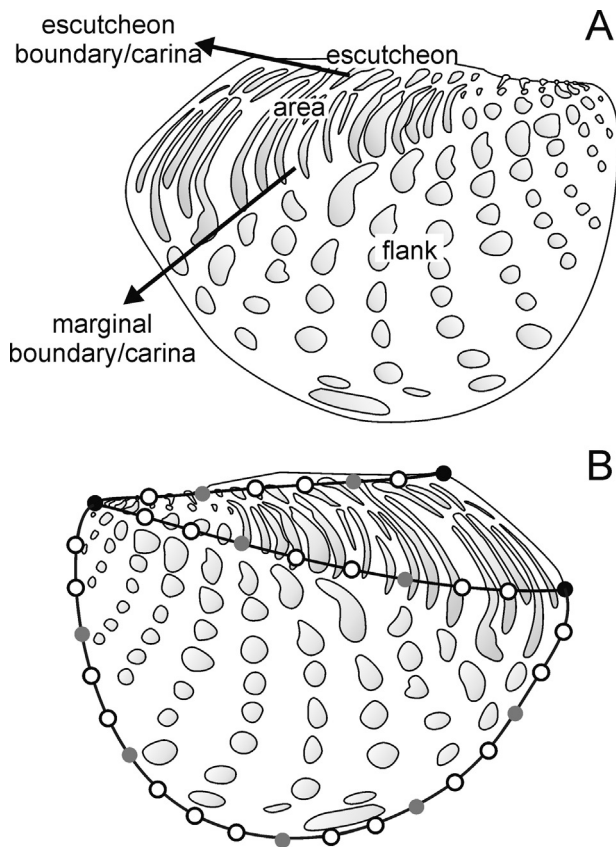 A
escutcheon
boundary/carina
escutcheon
area
flank
marginal
boundary/carina
B